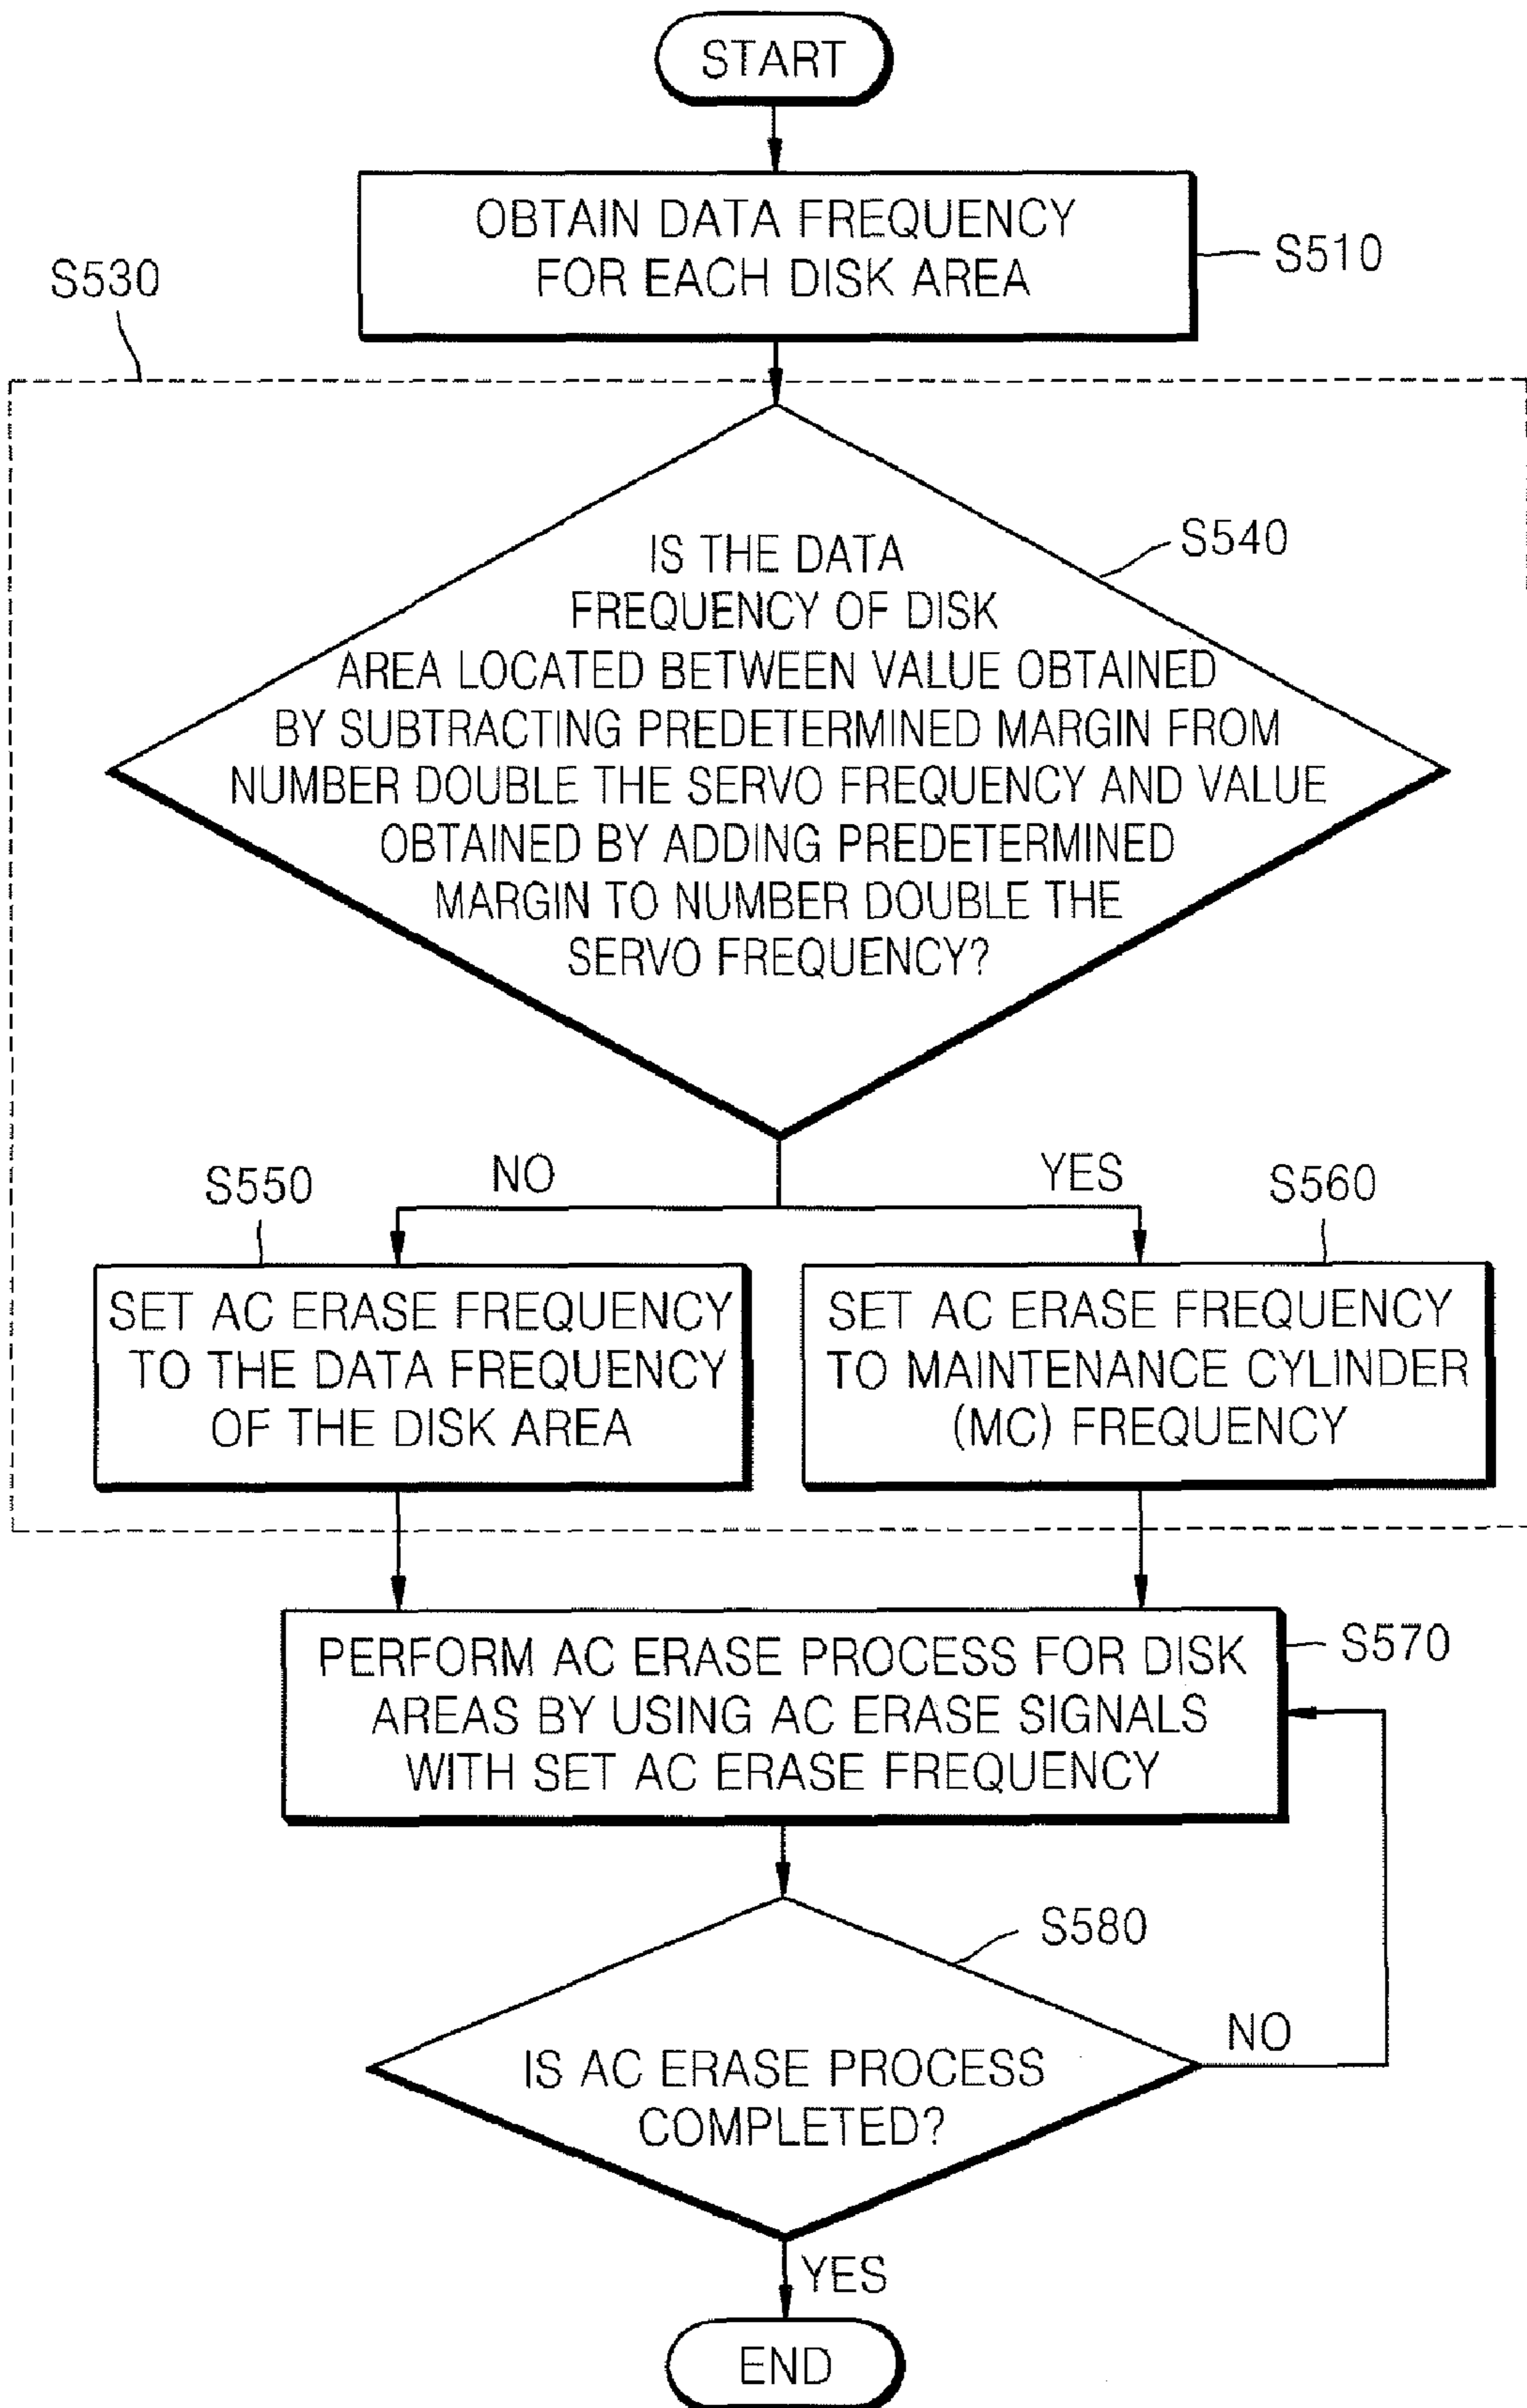 START
OBTAIN DATA FREQUENCY
FOR EACH DISK AREA
S510
S530
IS THE DATA
FREQUENCY OF DISK
AREA LOCATED BETWEEN VALUE OBTAINED
BY SUBTRACTING PREDETERMINED MARGIN FROM
NUMBER DOUBLE THE SERVO FREQUENCY AND VALUE
OBTAINED BY ADDING PREDETERMINED
MARGIN TO NUMBER DOUBLE THE
SERVO FREQUENCY?
S540
NO
YES
S550
S560
SET AC ERASE FREQUENCY
TO THE DATA FREQUENCY
OF THE DISK AREA
SET AC ERASE FREQUENCY
TO MAINTENANCE CYLINDER
(MC) FREQUENCY
PERFORM AC ERASE PROCESS FOR DISK
AREAS BY USING AC ERASE SIGNALS
WITH SET AC ERASE FREQUENCY
S570
S580
IS AC ERASE PROCESS
COMPLETED?
NO
YES
END